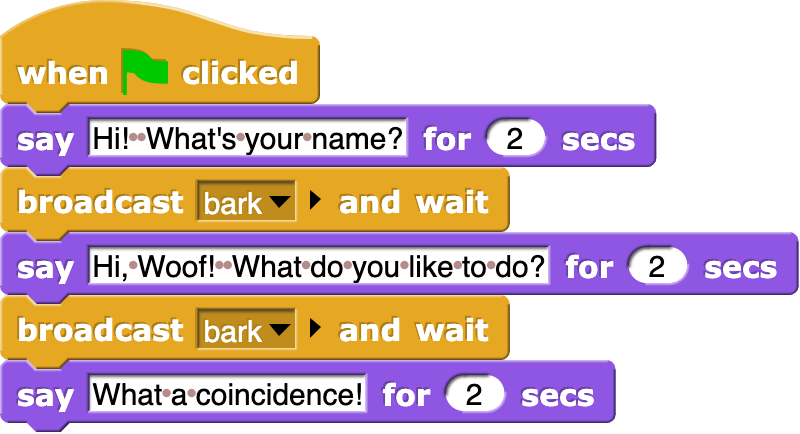 when clicked
say Hi!  What's your name? for 2 secs
broadcast bark and wait
say Hi, Woof!  What do you like to do? for 2 secs
broadcast bark and wait
say What a coincidence! for 2 secs